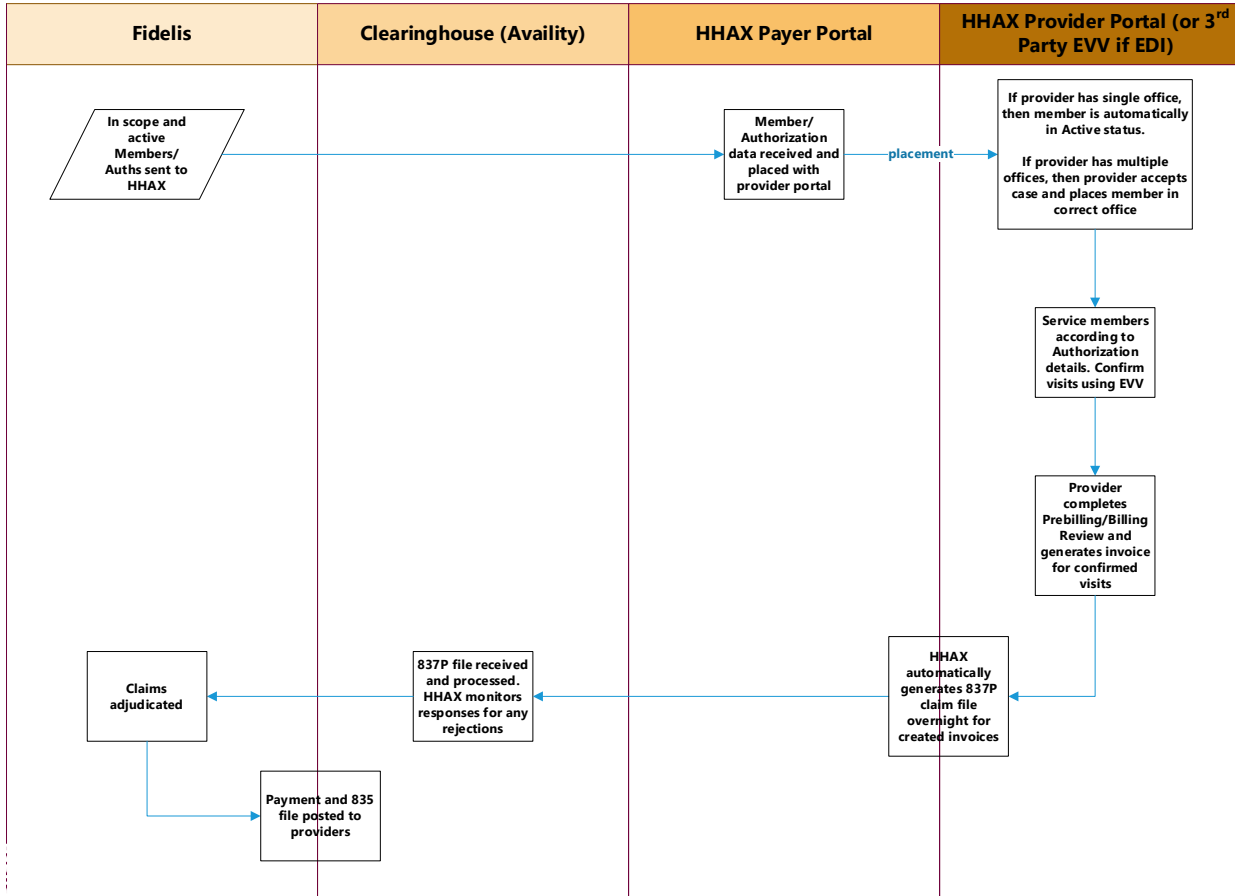 Fidelis
Clearinghouse (Availity)
HHAX Payer Portal
HHAX Provider Portal (or 3rd
Party EVV if EDI)
In scope and
active
Members/
Auths sent to
HHAX
Member/
Authorization
data received and
placed with
provider portal
placement
If provider has single office,
then member is automatically
in Active status.
If provider has multiple
offices, then provider accepts
case and places member in
correct office
Service members
according to
Authorization
details. Confirm
visits using EVV
Provider
completes
Prebilling/Billing
Review and
generates invoice
for confirmed
visits
HHAX
automatically
generates 837P
claim file
overnight for
created invoices
837P file received
and processed.
HHAX monitors
responses for any
rejections
Claims
adjudicated
Payment and 835
file posted to
providers